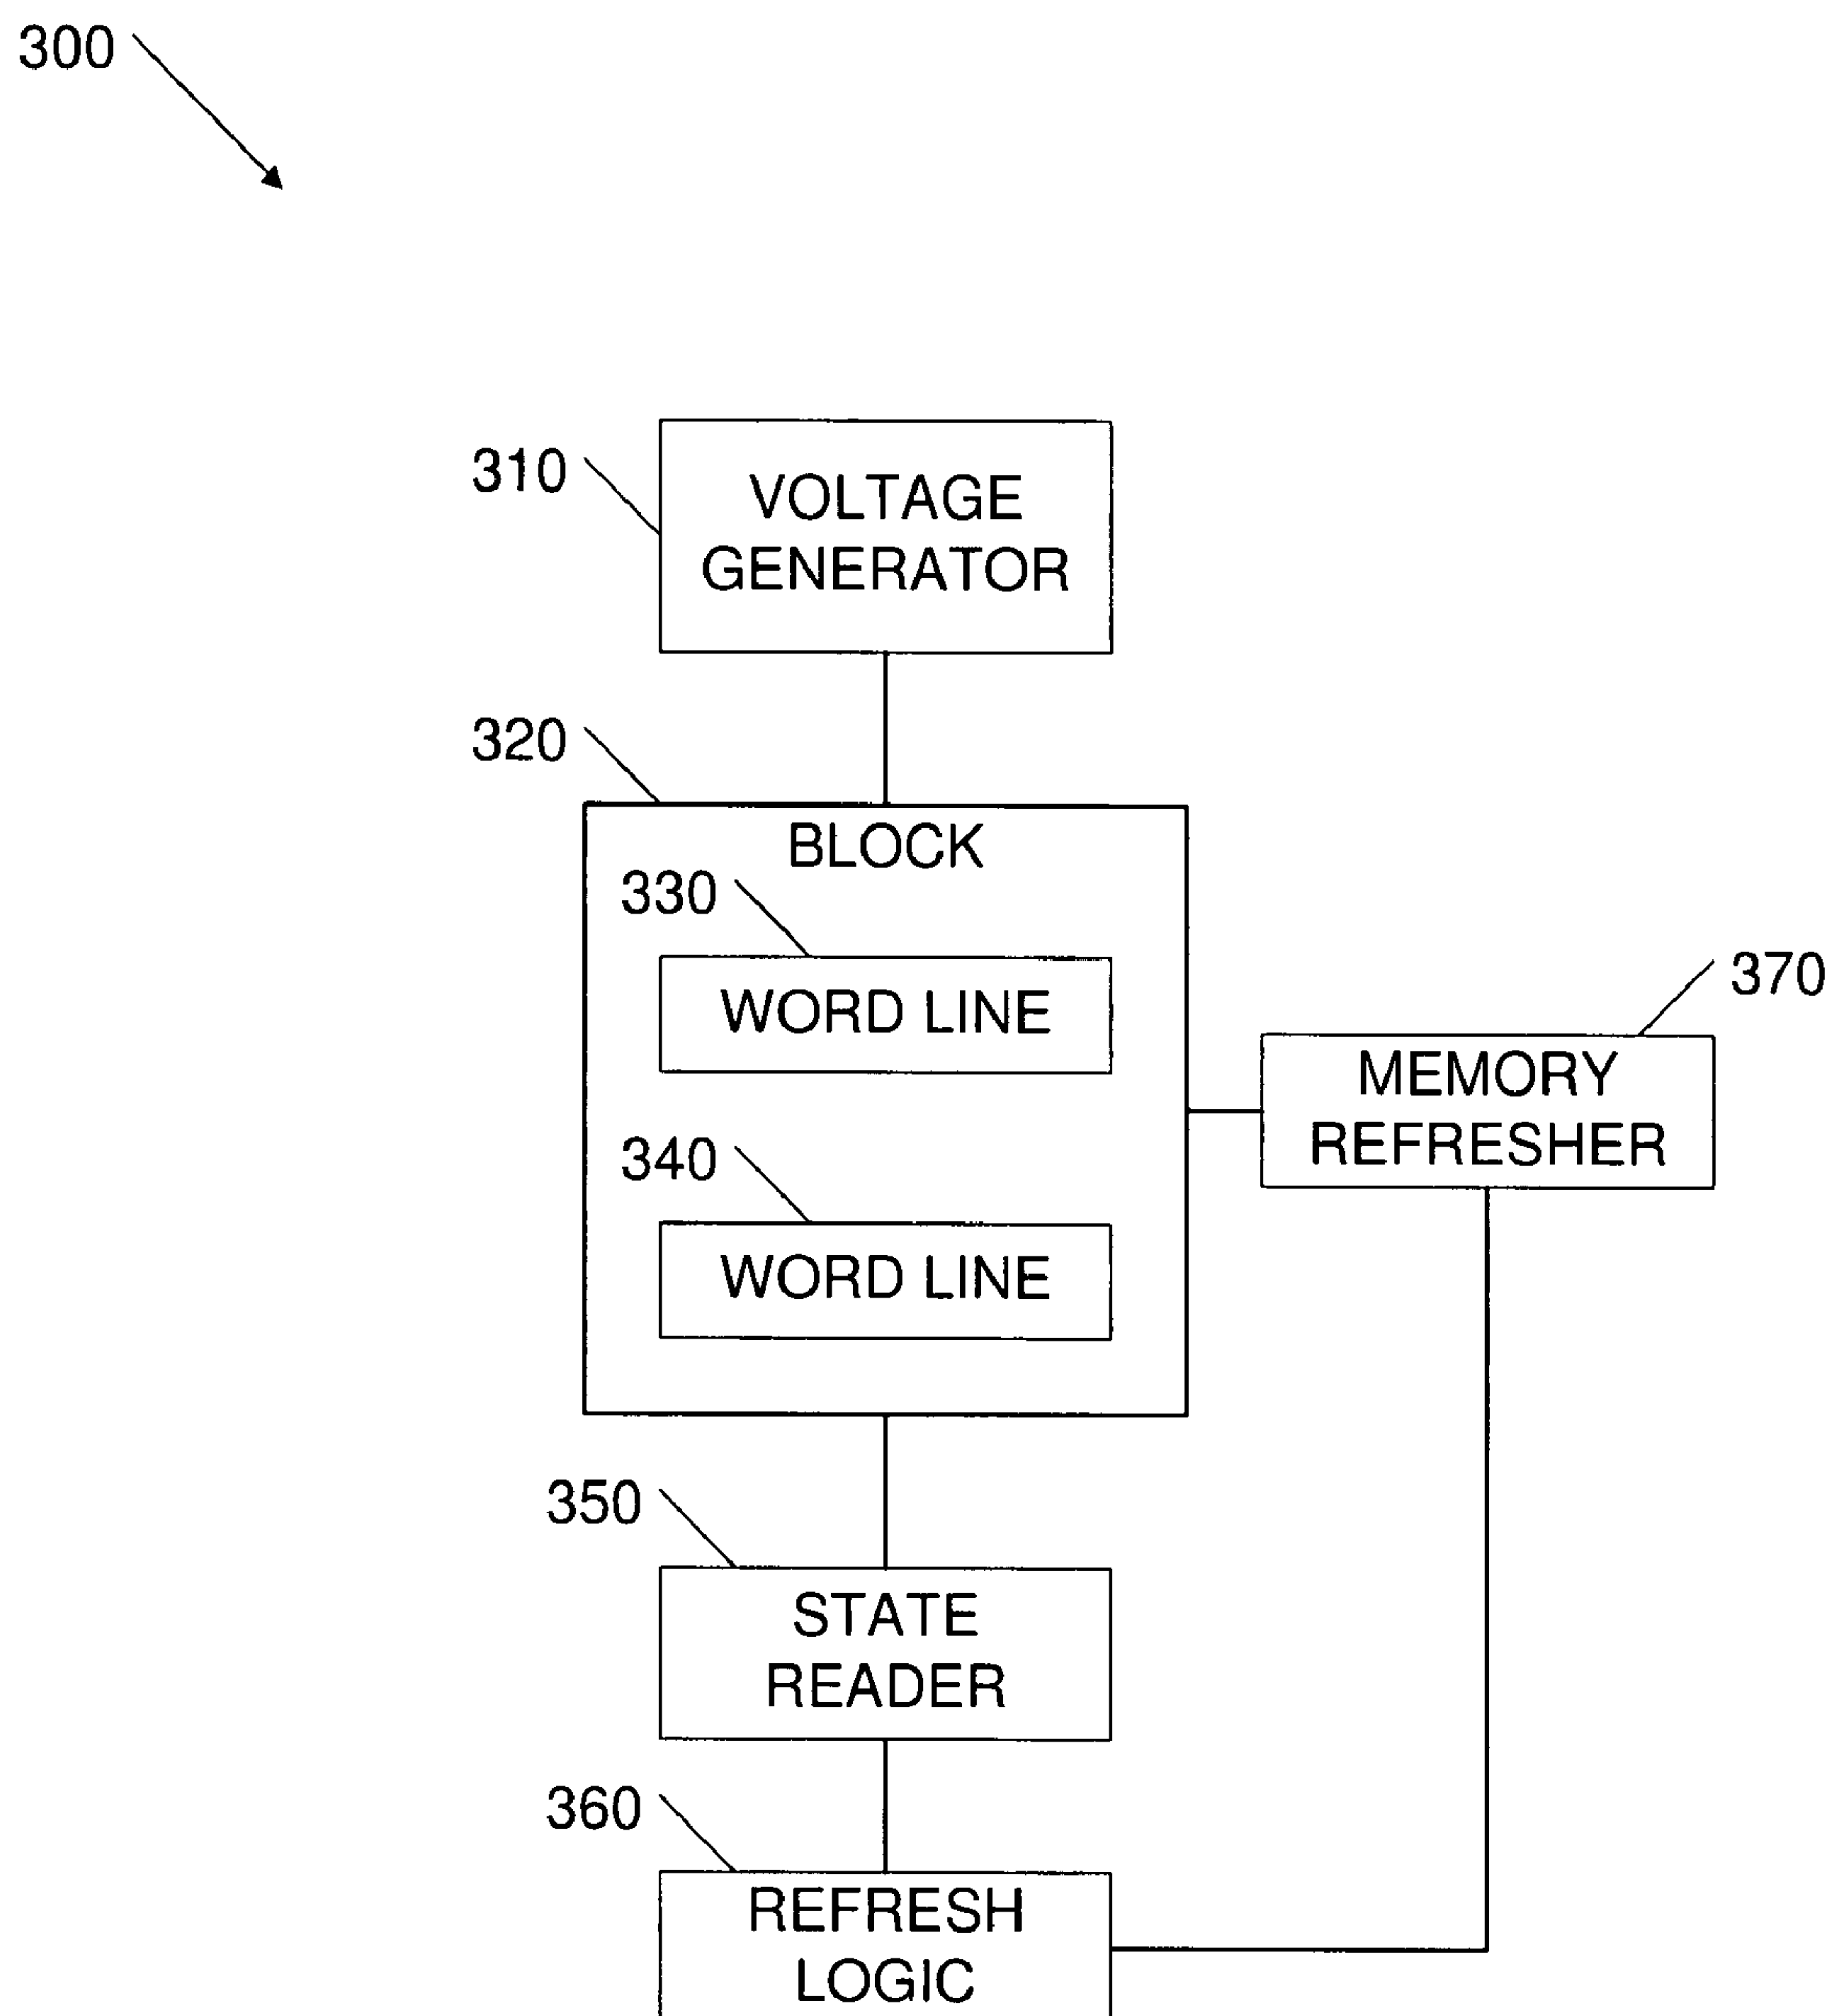 300
310
VOLTAGE
GENERATOR
320
BLOCK
330
WORD LINE
370
MEMORY
REFRESHER
340
WORD LINE
350
STATE
READER
360
REFRESH
LOGIC